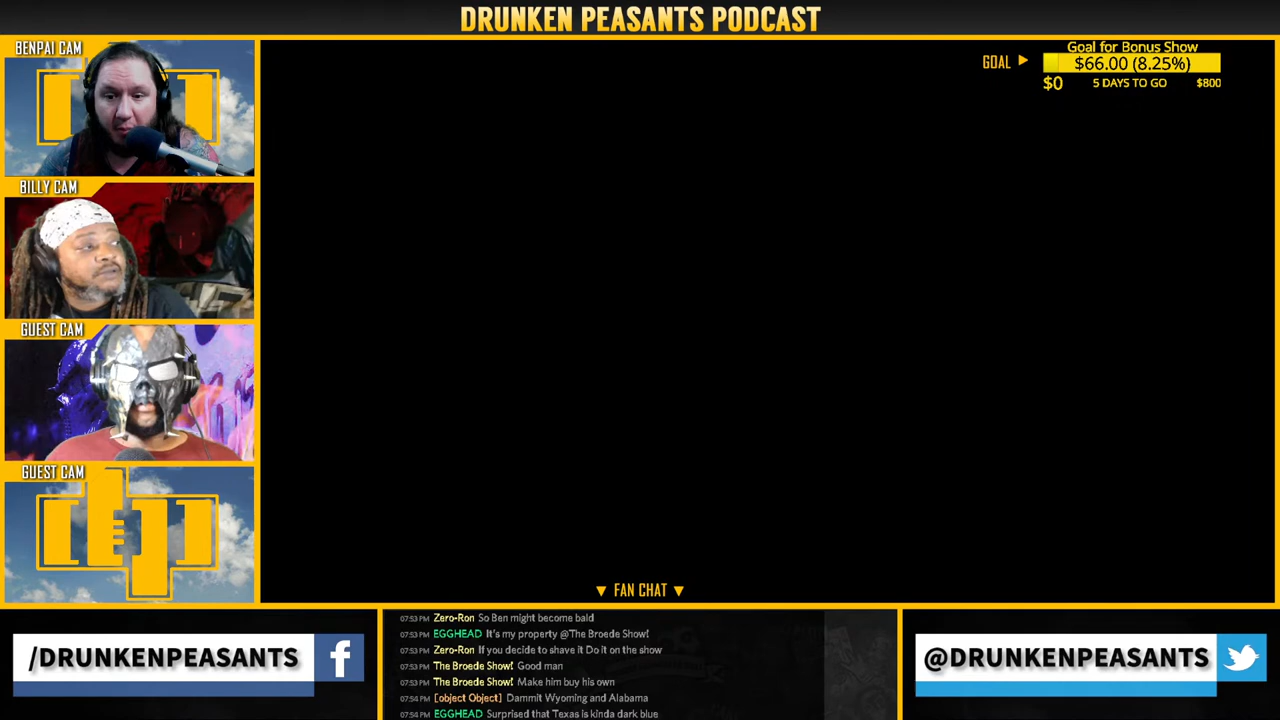 DRUNKEN PEASANTS PODCAST
BENPAI CAM
BILLY CAM
GUEST CAM
GUEST CAM
GOAL ▶
Goal for Bonus Show
$66.00 (8.25%)
$0 5 DAYS TO GO $800
▼ FAN CHAT ▼
07:53 PM Zero-Ron So Ben might become bald
07:53 PM EGGHEAD It's my property @The Broede Show!
07:53 PM Zero-Ron If you decide to shave it Do it on the show
07:53 PM The Broede Show! Good man
07:53 PM The Broede Show! Make him buy his own
07:54 PM [object Object] Dammit Wyoming and Alabama
07:54 PM EGGHEAD Surprised that Texas is kinda dark blue
/DRUNKENPEASANTS
@DRUNKENPEASANTS